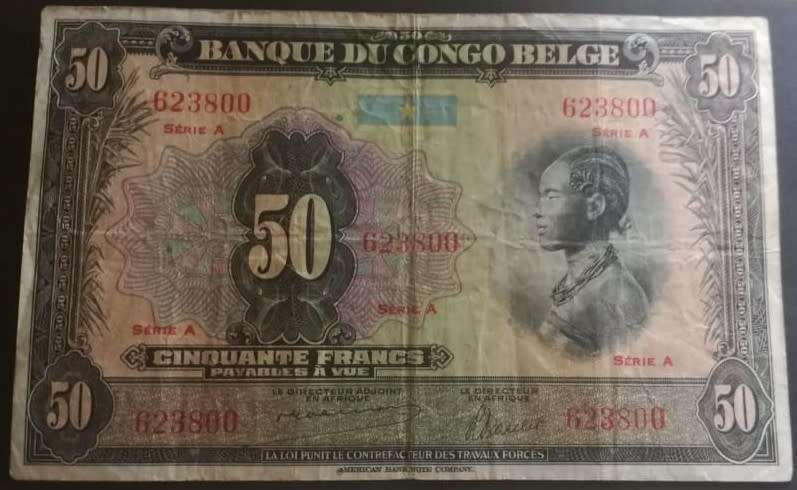 50
BANQUE DU CONGO BELGE
50 50
623800 623800
SÉRIE A SÉRIE A
50 623800
SÉRIE A
SÉRIE A
SÉRIE A
CINQUANTE FRANCS
PAYABLES À VUE
LE DIRECTEUR ADJOINT LE DIRECTEUR
EN AFRIQUE EN AFRIQUE
50 50
623800 623800
LA LOI PUNIT LE CONTREFACTEUR DES TRAVAUX FORCÉS
AMERICAN BANK NOTE COMPANY.